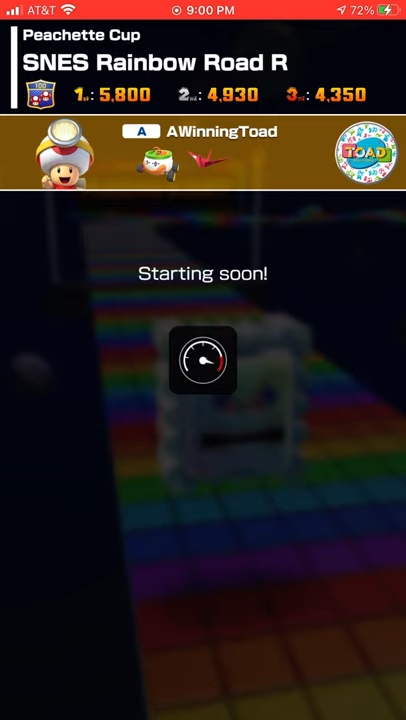 AT&T 9:00 PM 72%
Peachette Cup
SNES Rainbow Road R
100 1st: 5,800 2nd: 4,930 3rd: 4,350
A AWinningToad
TOAD
Starting soon!